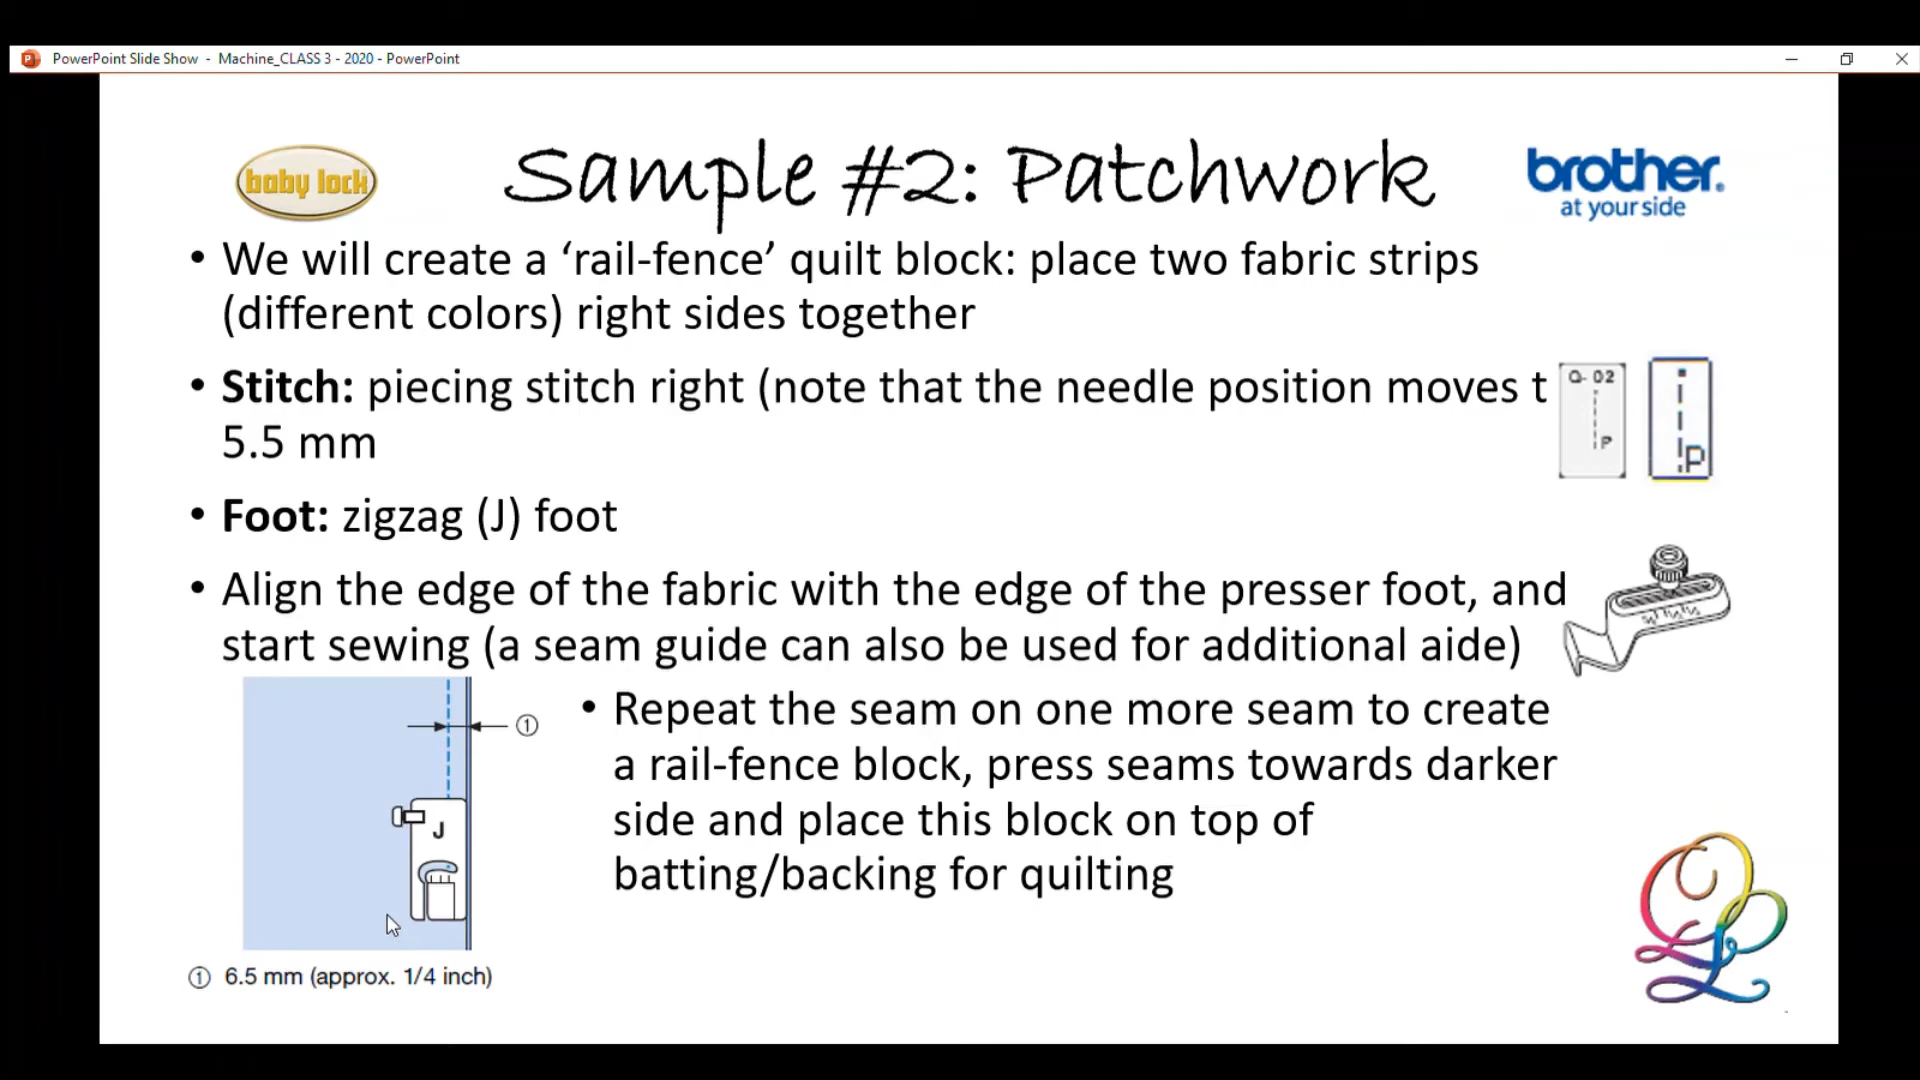 PowerPoint Slide Show - Machine_CLASS 3 - 2020 - PowerPoint
baby lock
Sample #2: Patchwork
brother
at your side
• We will create a ‘rail-fence’ quilt block: place two fabric strips
(different colors) right sides together
• Stitch: piecing stitch right (note that the needle position moves t
5.5 mm
Q-02
P
P
• Foot: zigzag (J) foot
• Align the edge of the fabric with the edge of the presser foot, and
start sewing (a seam guide can also be used for additional aide)
①
J
① 6.5 mm (approx. 1/4 inch)
• Repeat the seam on one more seam to create
a rail-fence block, press seams towards darker
side and place this block on top of
batting/backing for quilting